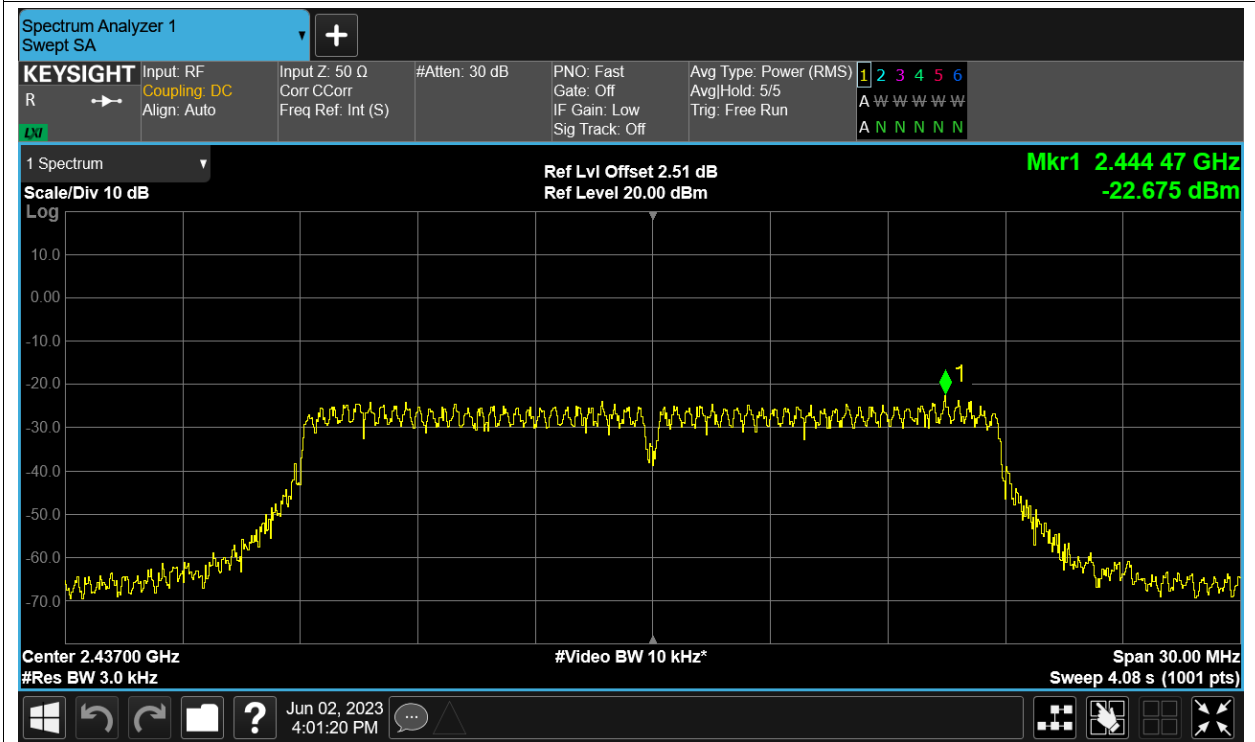 Spectrum Analyzer 1
Swept SA
KEYSIGHT
R
LXI
Input: RF
Coupling: DC
Align: Auto
Input Z: 50 Ω
Corr CCorr
Freq Ref: Int (S)
#Atten: 30 dB
PNO: Fast
Gate: Off
IF Gain: Low
Sig Track: Off
Avg Type: Power (RMS)
Avg|Hold: 5/5
Trig: Free Run
1 2 3 4 5 6
A W W W W W
A N N N N N
1 Spectrum
Scale/Div 10 dB
Log
Ref Lvl Offset 2.51 dB
Ref Level 20.00 dBm
Mkr1 2.444 47 GHz
-22.675 dBm
10.0
0.00
-10.0
-20.0
-30.0
-40.0
-50.0
-60.0
-70.0
1
Center 2.43700 GHz
#Res BW 3.0 kHz
#Video BW 10 kHz*
Span 30.00 MHz
Sweep 4.08 s (1001 pts)
?
Jun 02, 2023
4:01:20 PM